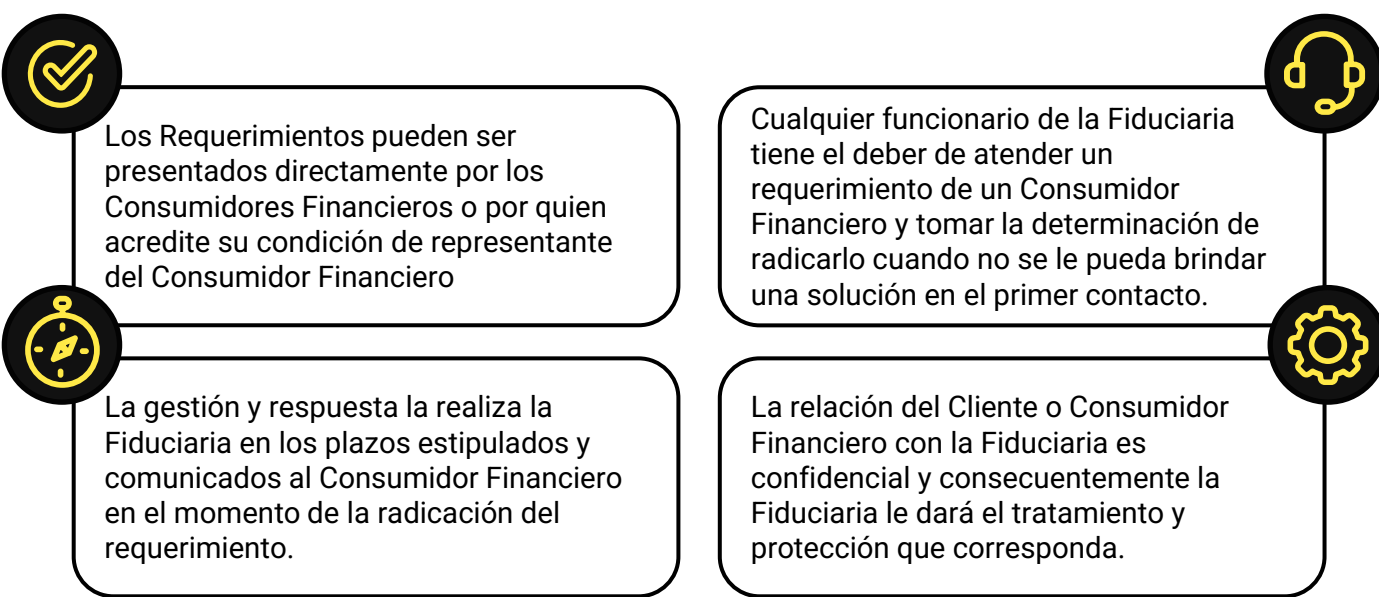 Los Requerimientos pueden ser
presentados directamente por los
Consumidores Financieros o por quien
acredite su condición de representante
del Consumidor Financiero
Cualquier funcionario de la Fiduciaria
tiene el deber de atender un
requerimiento de un Consumidor
Financiero y tomar la determinación de
radicarlo cuando no se le pueda brindar
una solución en el primer contacto.
La gestión y respuesta la realiza la
Fiduciaria en los plazos estipulados y
comunicados al Consumidor Financiero
en el momento de la radicación del
requerimiento.
La relación del Cliente o Consumidor
Financiero con la Fiduciaria es
confidencial y consecuentemente la
Fiduciaria le dará el tratamiento y
protección que corresponda.